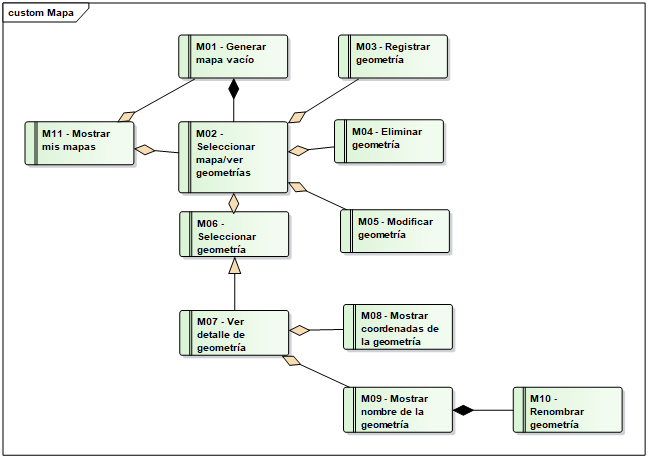 custom Mapa
M01 - Generar
mapa vacío
M03 - Registrar
geometría
M11 - Mostrar
mis mapas
M02 -
Seleccionar
mapa/ver
geometrías
M04 - Eliminar
geometría
M06 -
Seleccionar
geometría
M05 - Modificar
geometría
M07 - Ver
detalle de
geometría
M08 - Mostrar
coordenadas de
la geometría
M09 - Mostrar
nombre de la
geometría
M10 -
Renombrar
geometría